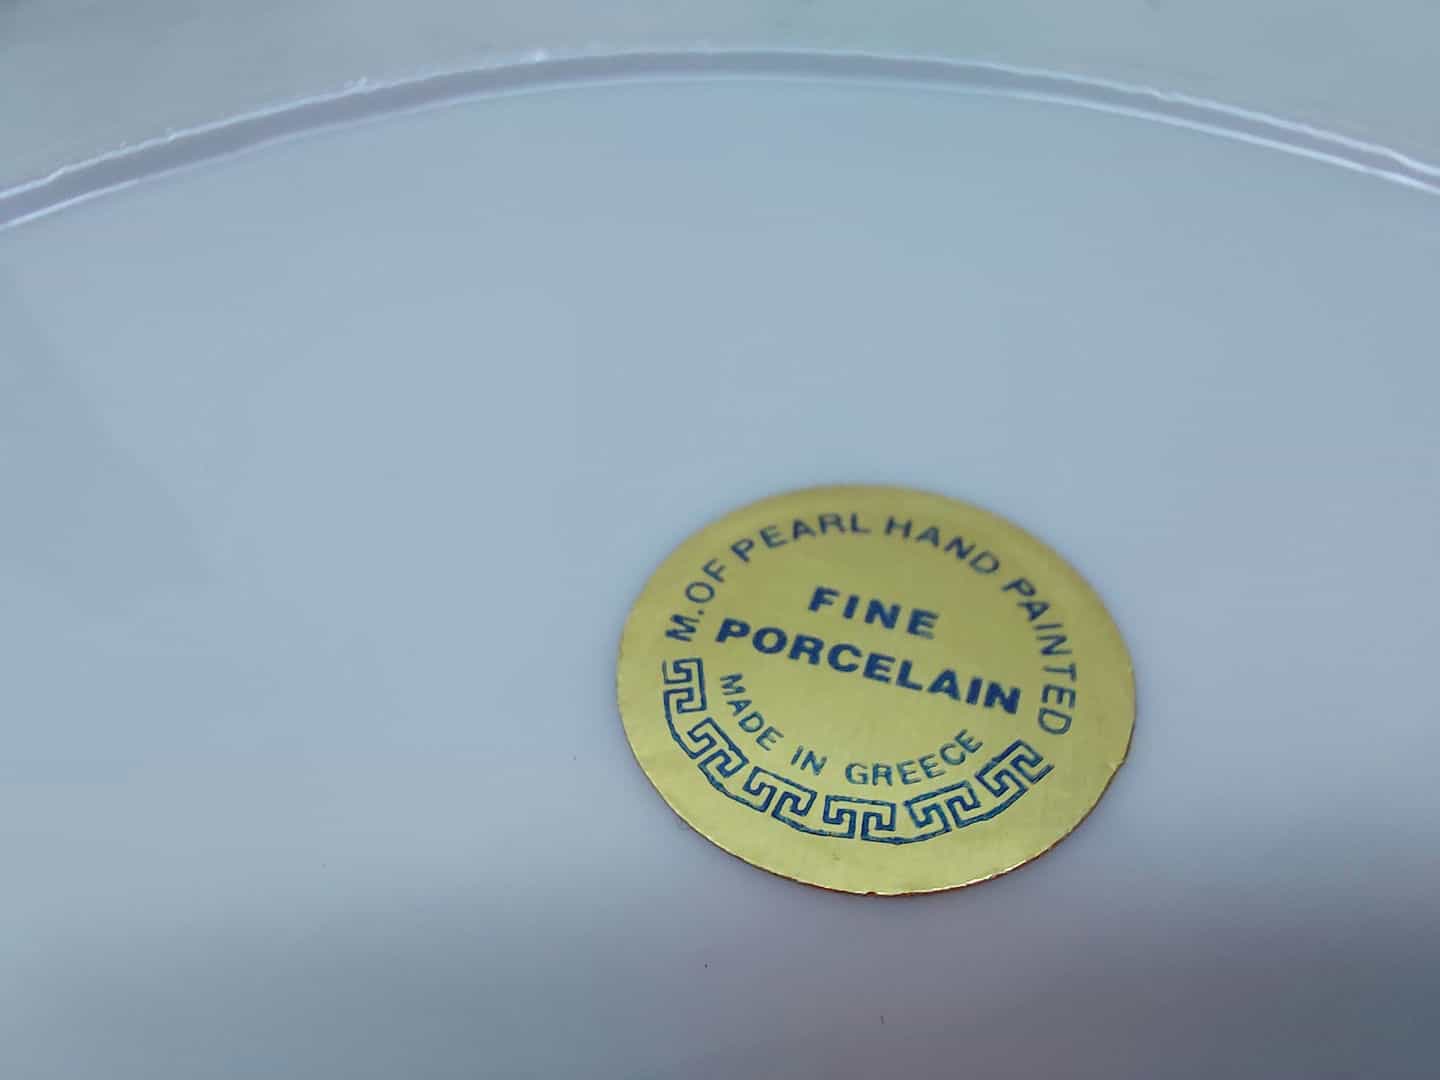 M. OF PEARL HAND PAINTED
FINE
PORCELAIN
MADE IN GREECE